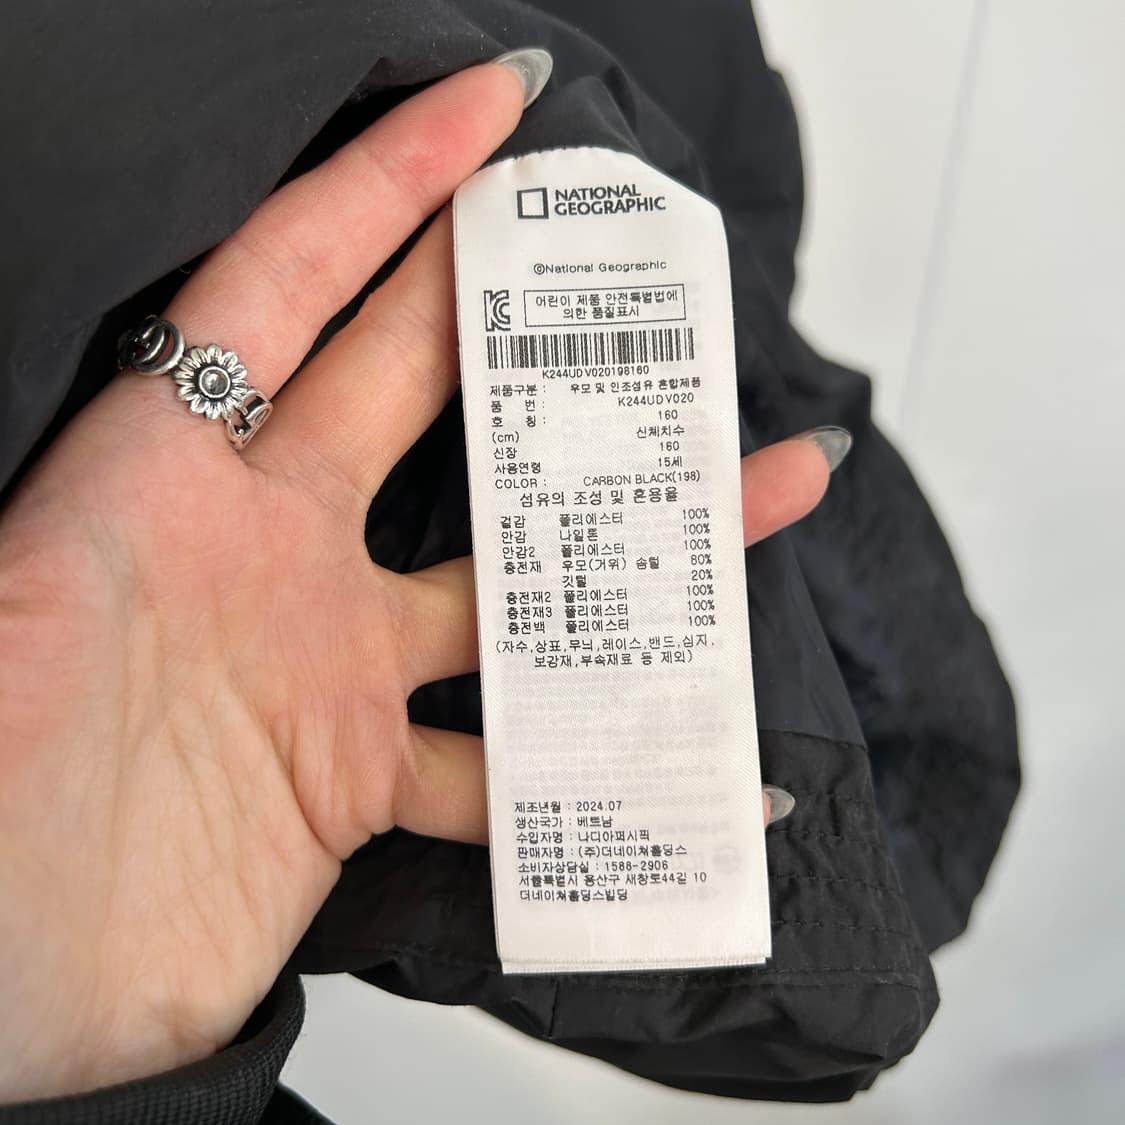 NATIONAL
GEOGRAPHIC
©National Geographic
어린이 제품 안전특별법에
의한 품질표시
K244UDV020198160
제품구분 : 우모 및 인조섬유 혼합제품
품 번 : K244UDV020
호 칭 : 160
(cm) 신체치수
신장 160
사용연령 15세
COLOR : CARBON BLACK(198)
섬유의 조성 및 혼용율
겉감 폴리에스터 100%
안감 나일론 100%
안감2 폴리에스터 100%
충전재 우모(거위) 솜털 80%
깃털 20%
충전재2 폴리에스터 100%
충전재3 폴리에스터 100%
충전백 폴리에스터 100%
(자수,상표,무늬,레이스,밴드,심지,
보강재,부속재료 등 제외)
제조년월 : 2024.07
생산국가 : 베트남
수입자명 : 나디아퍼시픽
판매자명 : (주)더네이쳐홀딩스
소비자상담실 : 1588-2906
서울특별시 용산구 새창로44길 10
더네이쳐홀딩스빌딩